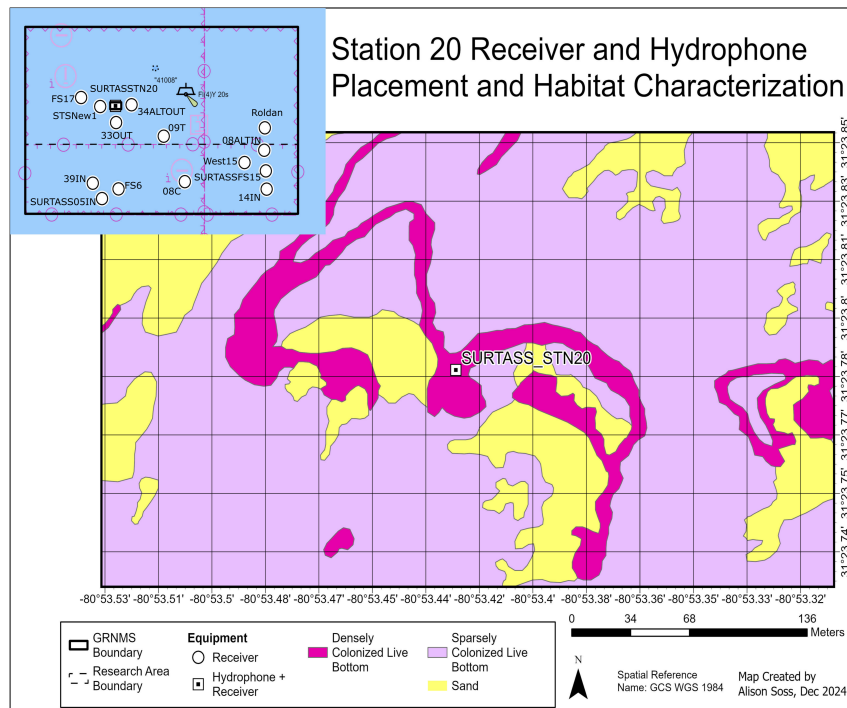 Station 20 Receiver and Hydrophone
Placement and Habitat Characterization
"41008"
Fl(4)Y 20s
SURTASSTN20
FS17
34ALTOUT
STSNew1
33OUT
09T
Roldan
08ALTIN
West15
SURTASSFS15
39IN
FS6
08C
14IN
SURTASS05IN
SURTASS_STN20
31°23.85'
31°23.83'
31°23.81'
31°23.8'
31°23.78'
31°23.77'
31°23.75'
31°23.74'
-80°53.53' -80°53.51' -80°53.5' -80°53.48' -80°53.47' -80°53.45' -80°53.44' -80°53.42' -80°53.4' -80°53.38' -80°53.36' -80°53.35' -80°53.33' -80°53.32'
0 34 68 136
Meters
GRNMS
Boundary
Research Area
Boundary
Equipment
Receiver
Hydrophone +
Receiver
Densely
Colonized Live
Bottom
Sparsely
Colonized Live
Bottom
Sand
N
Spatial Reference
Name: GCS WGS 1984
Map Created by
Alison Soss, Dec 2024